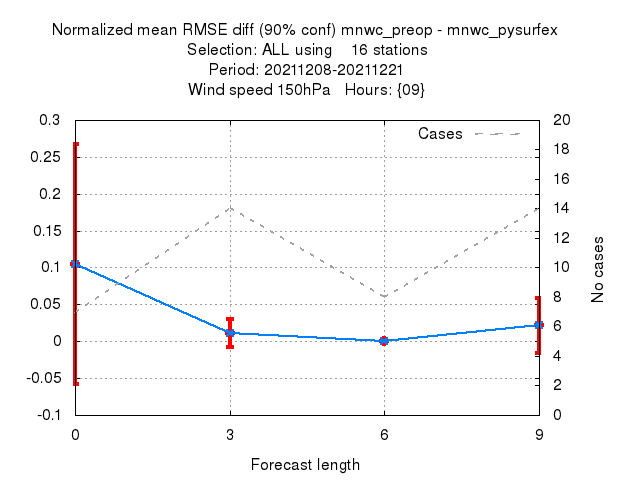 Normalized mean RMSE diff (90% conf) mnwc_preop - mnwc_pysurfex
Selection: ALL using 16 stations
Period: 20211208-20211221
Wind speed 150hPa Hours: {09}
Cases
0.3
0.25
0.2
0.15
0.1
0.05
0
-0.05
-0.1
20
18
16
14
12
10
8
6
4
2
0
No cases
0 3 6 9
Forecast length